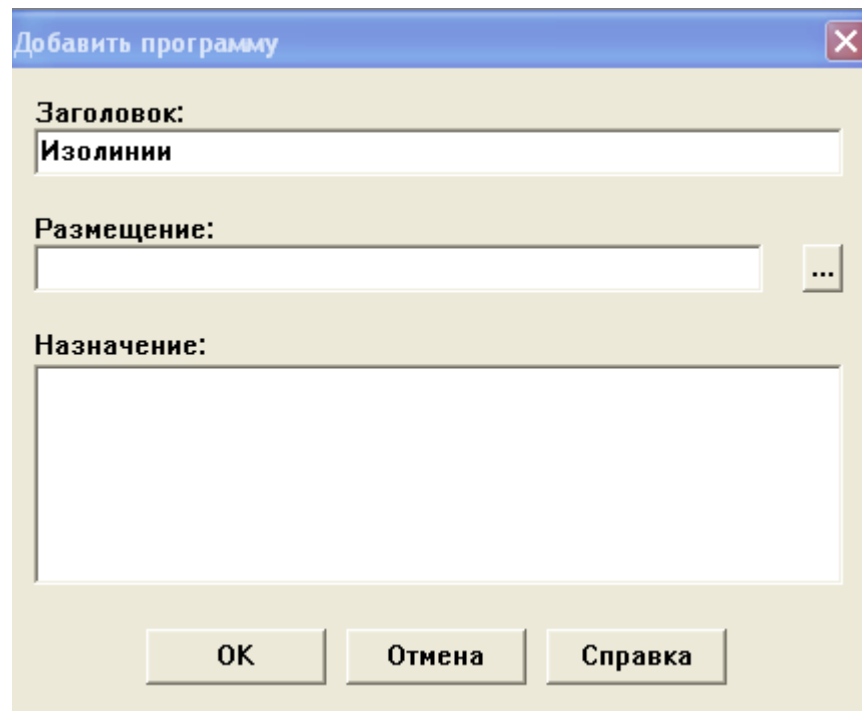 Добавить программу
Заголовок:
Изолинии
Размещение:
...
Назначение:
OK
Отмена
Справка